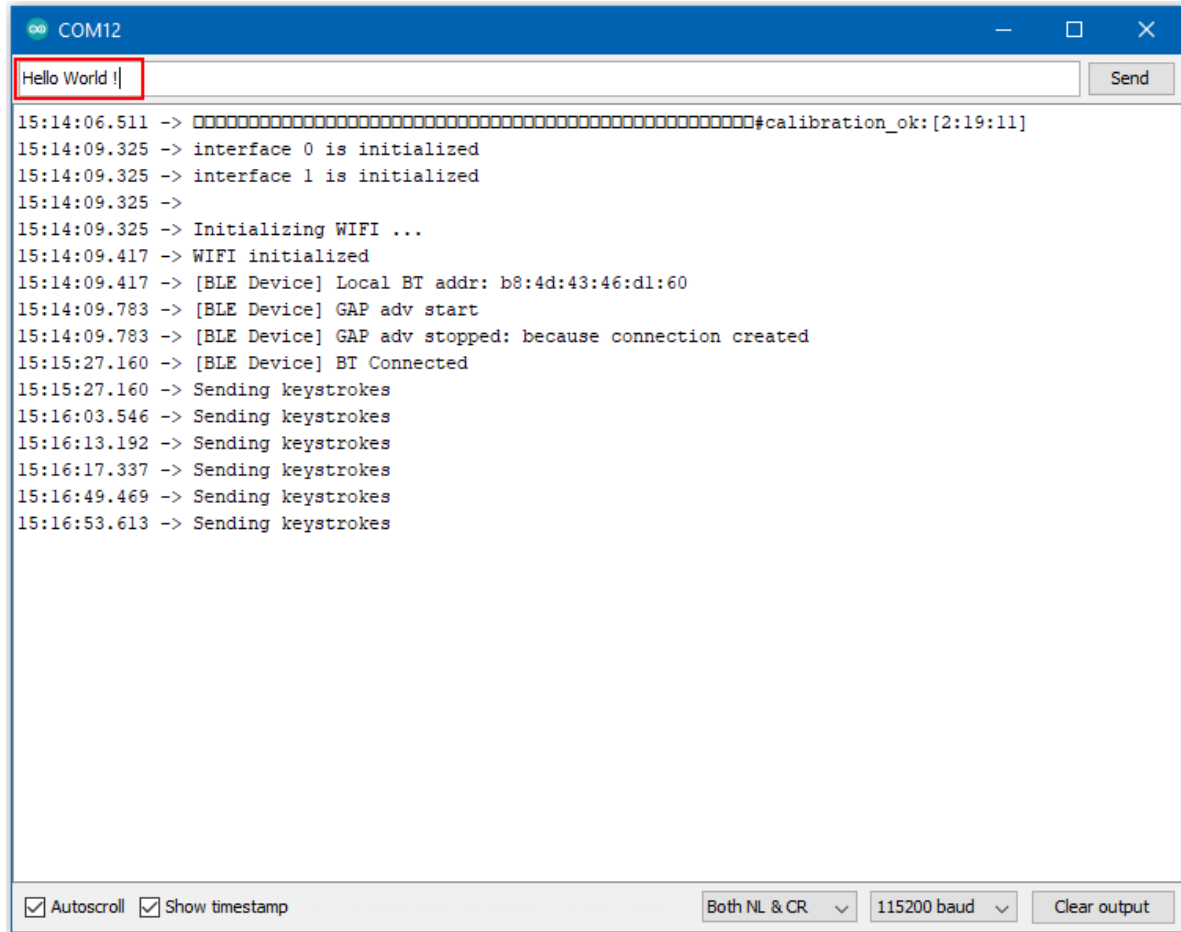 COM12
Hello World !
Send
15:14:06.511 -> □□□□□□□□□□□□□□□□□□□□□□□□□□□□□□□□□□□□□□□□□□□□□□□□□□□#calibration_ok:[2:19:11]
15:14:09.325 -> interface 0 is initialized
15:14:09.325 -> interface 1 is initialized
15:14:09.325 ->
15:14:09.325 -> Initializing WIFI ...
15:14:09.417 -> WIFI initialized
15:14:09.417 -> [BLE Device] Local BT addr: b8:4d:43:46:d1:60
15:14:09.783 -> [BLE Device] GAP adv start
15:14:09.783 -> [BLE Device] GAP adv stopped: because connection created
15:15:27.160 -> [BLE Device] BT Connected
15:15:27.160 -> Sending keystrokes
15:16:03.546 -> Sending keystrokes
15:16:13.192 -> Sending keystrokes
15:16:17.337 -> Sending keystrokes
15:16:49.469 -> Sending keystrokes
15:16:53.613 -> Sending keystrokes
Autoscroll Show timestamp Both NL & CR 115200 baud Clear output